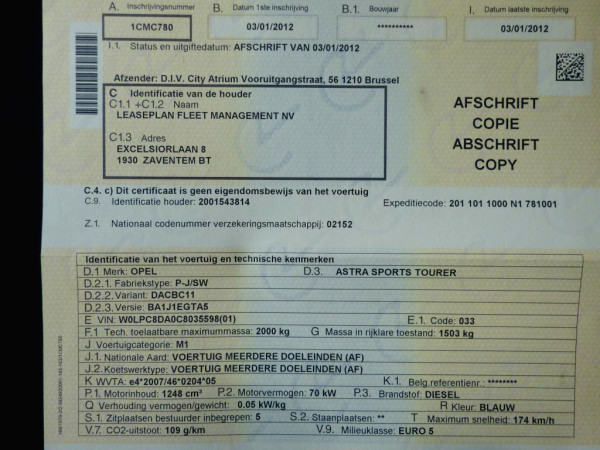 A. Inschrijvingsnummer B. Datum 1ste inschrijving B.1. Bouwjaar I. Datum laatste inschrijving
1CMC780 03/01/2012 ********** 03/01/2012
I.1. Status en uitgiftedatum: AFSCHRIFT VAN 03/01/2012
Afzender: D.I.V. City Atrium Vooruitgangstraat, 56 1210 Brussel
C Identificatie van de houder
C1.1 +C1.2 Naam
LEASEPLAN FLEET MANAGEMENT NV
C1.3 Adres
EXCELSIORLAAN 8
1930 ZAVENTEM BT
AFSCHRIFT
COPIE
ABSCHRIFT
COPY
C.4. c) Dit certificaat is geen eigendomsbewijs van het voertuig
C.9. Identificatie houder: 2001543814 Expeditiecode: 201 101 1000 N1 781001
Z.1. Nationaal codenummer verzekeringsmaatschappij: 02152
Identificatie van het voertuig en technische kenmerken
D.1 Merk: OPEL D.3. ASTRA SPORTS TOURER
D.2.1. Fabriekstype: P-J/SW
D.2.2. Variant: DACBC11
D.2.3. Versie: BA1J1EGTA5
E VIN: W0LPC8DA0C8035598(01) E.1. Code: 033
F.1 Tech. toelaatbare maximummassa: 2000 kg G Massa in rijklare toestand: 1503 kg
J Voertuigcategorie: M1
J.1. Nationale Aard: VOERTUIG MEERDERE DOELEINDEN (AF)
J.2. Koetswerktype: VOERTUIG MEERDERE DOELEINDEN (AF)
K WVTA: e4*2007/46*0204*05 K.1. Belg.referentienr.: ********
P.1. Motorinhoud: 1248 cm³ P.2. Motorvermogen: 70 kW P.3. Brandstof: DIESEL
Q Verhouding vermogen/gewicht: 0.05 kW/kg R Kleur: BLAUW
S.1. Zitplaatsen bestuurder inbegrepen: 5 S.2. Staanplaatsen: ** T Maximum snelheid: 174 km/h
V.7. CO2-uitstoot: 109 g/km V.9. Milieuklasse: EURO 5